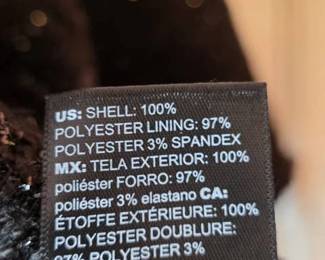 US: SHELL: 100%
POLYESTER LINING: 97%
POLYESTER 3% SPANDEX
MX: TELA EXTERIOR: 100%
poliéster FORRO: 97%
poliéster 3% elastano CA:
ÉTOFFE EXTÉRIEURE: 100%
POLYESTER DOUBLURE:
97% POLYESTER 3%